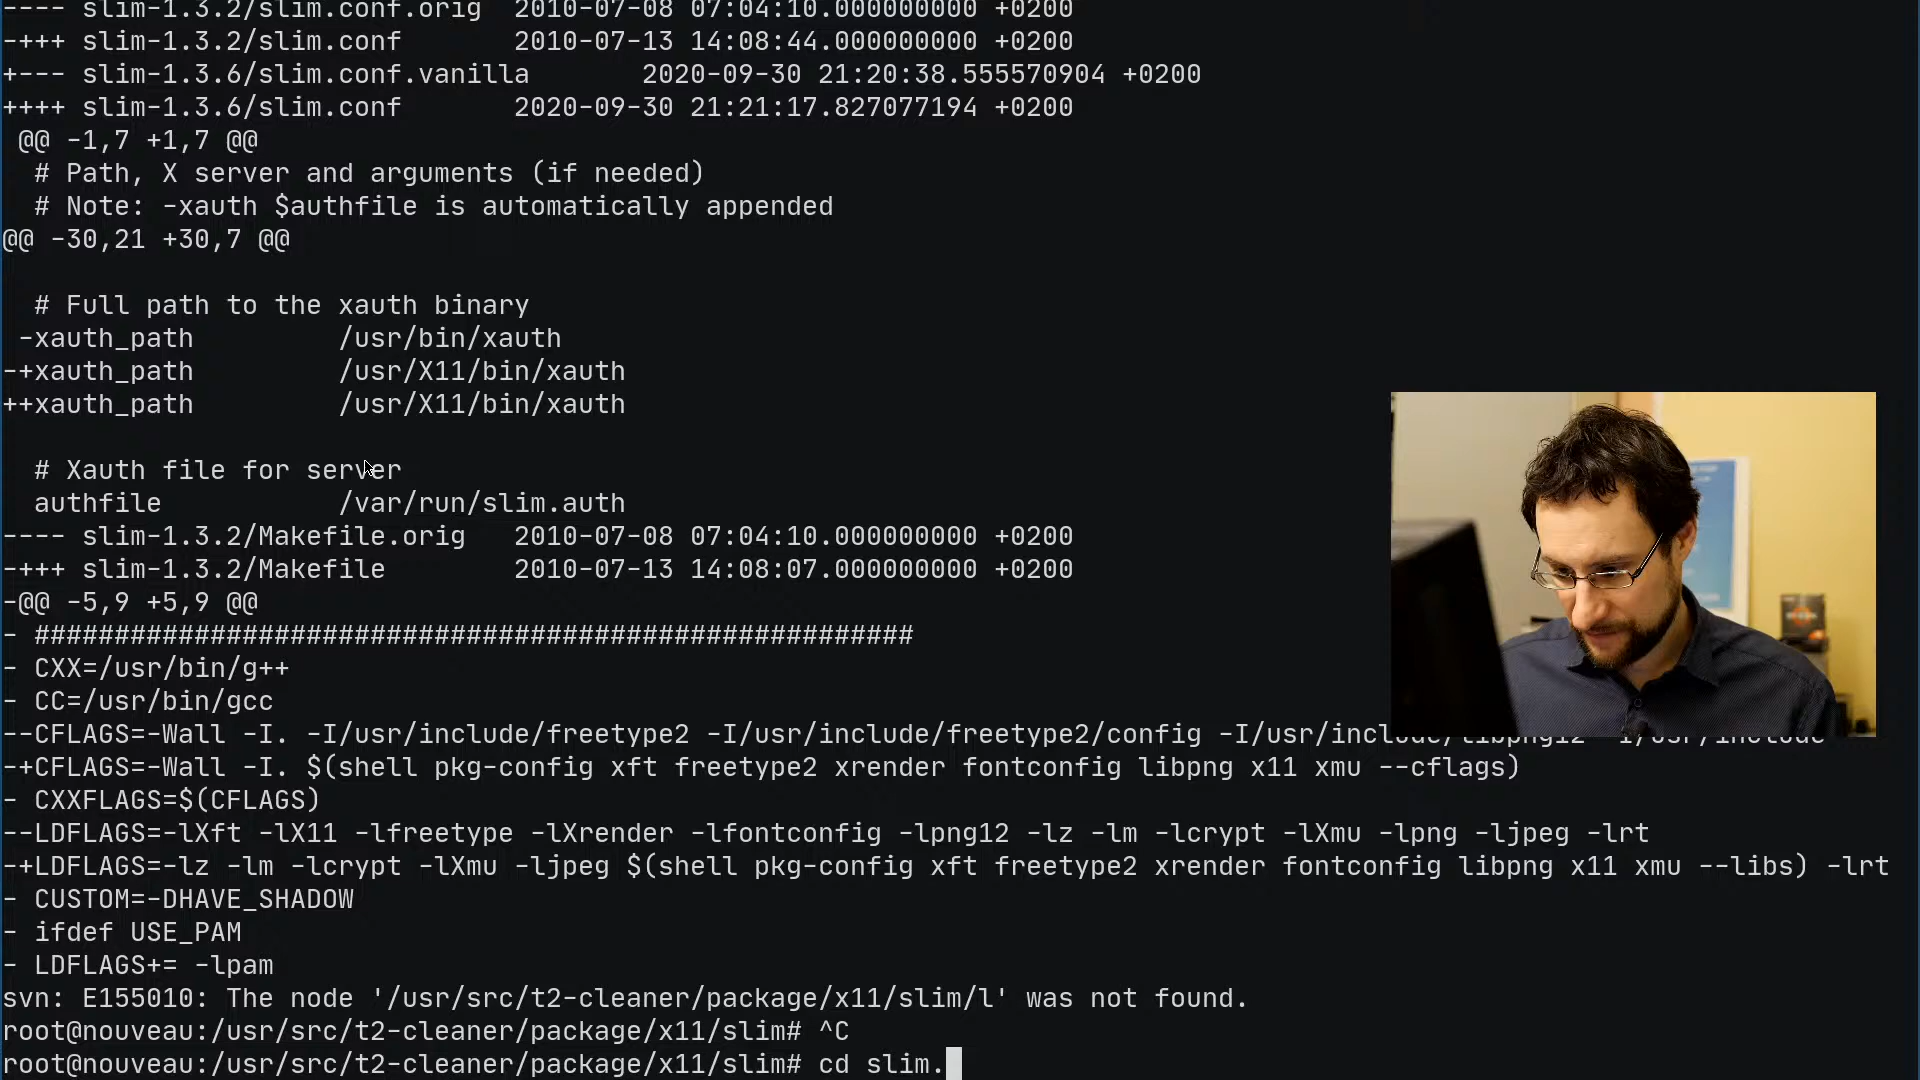 ---- slim-1.3.2/slim.conf.orig  2010-07-08 07:04:10.000000000 +0200
-+++ slim-1.3.2/slim.conf       2010-07-13 14:08:44.000000000 +0200
+--- slim-1.3.6/slim.conf.vanilla       2020-09-30 21:20:38.555570904 +0200
++++ slim-1.3.6/slim.conf       2020-09-30 21:21:17.827077194 +0200
 @@ -1,7 +1,7 @@
  # Path, X server and arguments (if needed)
  # Note: -xauth $authfile is automatically appended
@@ -30,21 +30,7 @@
  # Full path to the xauth binary
 -xauth_path         /usr/bin/xauth
-+xauth_path         /usr/X11/bin/xauth
++xauth_path         /usr/X11/bin/xauth
  # Xauth file for server
  authfile           /var/run/slim.auth
---- slim-1.3.2/Makefile.orig   2010-07-08 07:04:10.000000000 +0200
-+++ slim-1.3.2/Makefile        2010-07-13 14:08:07.000000000 +0200
-@@ -5,9 +5,9 @@
- #######################################################
- CXX=/usr/bin/g++
- CC=/usr/bin/gcc
--CFLAGS=-Wall -I. -I/usr/include/freetype2 -I/usr/include/freetype2/config -I/usr/include/libpng12 -I/usr/include
-+CFLAGS=-Wall -I. $(shell pkg-config xft freetype2 xrender fontconfig libpng x11 xmu --cflags)
- CXXFLAGS=$(CFLAGS)
--LDFLAGS=-lXft -lX11 -lfreetype -lXrender -lfontconfig -lpng12 -lz -lm -lcrypt -lXmu -lpng -ljpeg -lrt
-+LDFLAGS=-lz -lm -lcrypt -lXmu -ljpeg $(shell pkg-config xft freetype2 xrender fontconfig libpng x11 xmu --libs) -lrt
- CUSTOM=-DHAVE_SHADOW
- ifdef USE_PAM
- LDFLAGS+= -lpam
svn: E155010: The node '/usr/src/t2-cleaner/package/x11/slim/l' was not found.
root@nouveau:/usr/src/t2-cleaner/package/x11/slim# ^C
root@nouveau:/usr/src/t2-cleaner/package/x11/slim# cd slim.